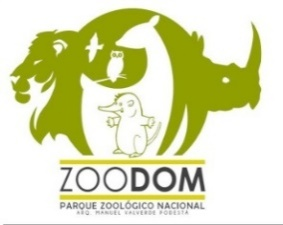 ZOODOM
PARQUE ZOOLÓGICO NACIONAL
ARQ. MANUEL VALVERDE PODESTÁ